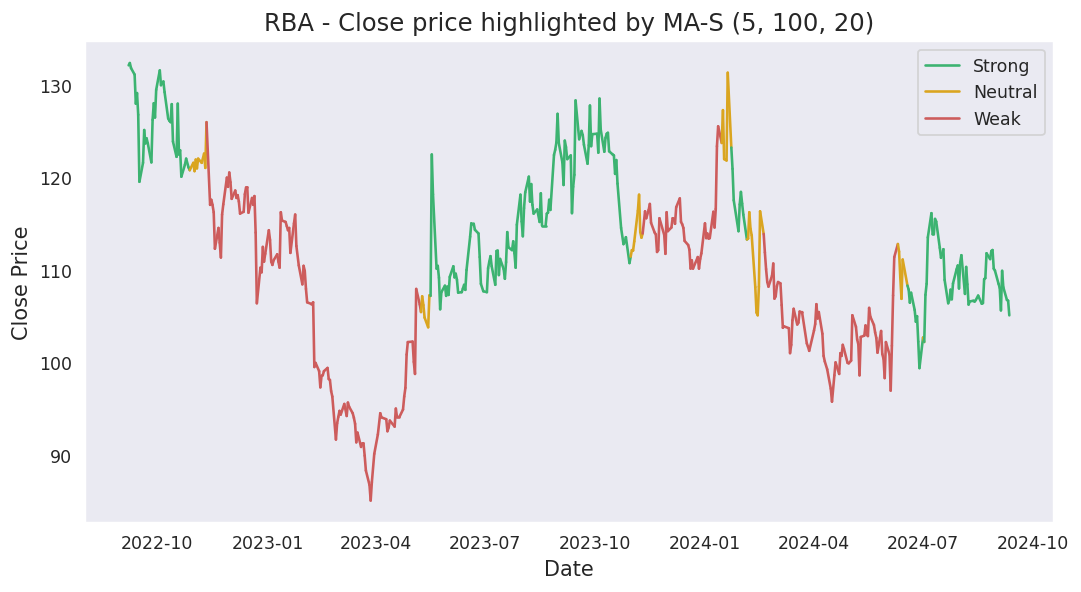 RBA - Close price highlighted by MA-S (5, 100, 20)
Strong
Neutral
Weak
Close Price
130
120
110
100
90
2022-10
2023-01
2023-04
2023-07
2023-10
2024-01
2024-04
2024-07
2024-10
Date